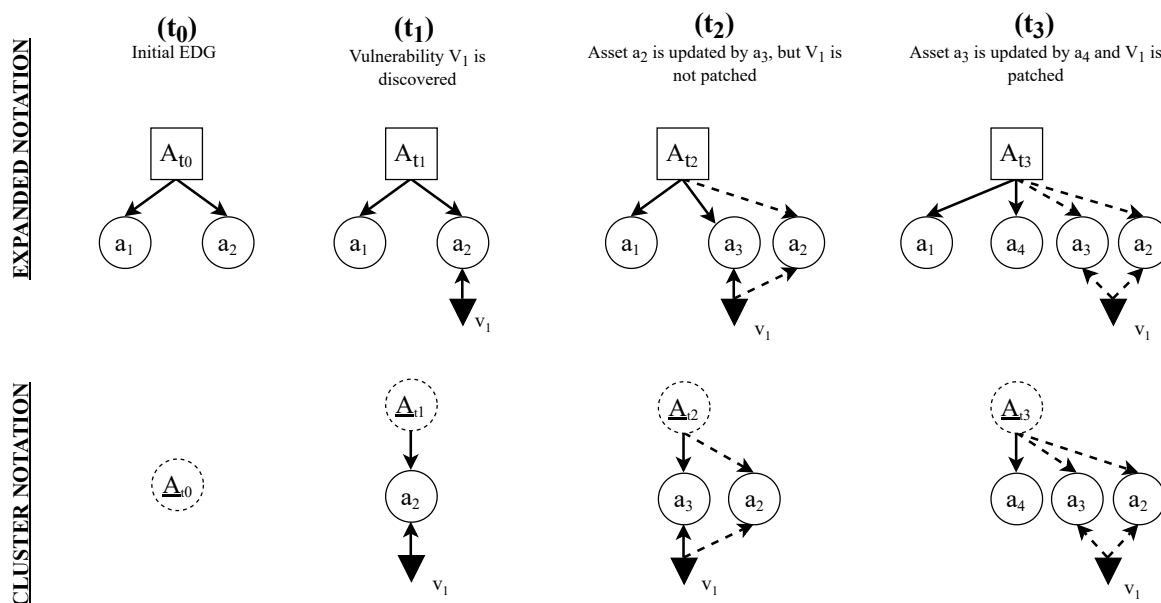 EXPANDED NOTATION
(t0)
Initial EDG
(t1)
Vulnerability V1 is
discovered
(t2)
Asset a2 is updated by a3, but V1 is
not patched
(t3)
Asset a3 is updated by a4 and V1 is
patched
At0
At1
At2
At3
a1
a2
a1
a2
a1
a3
a2
a1
a4
a3
a2
v1
v1
v1
CLUSTER NOTATION
At0
At1
At2
At3
a2
a3
a2
a4
a3
a2
v1
v1
v1